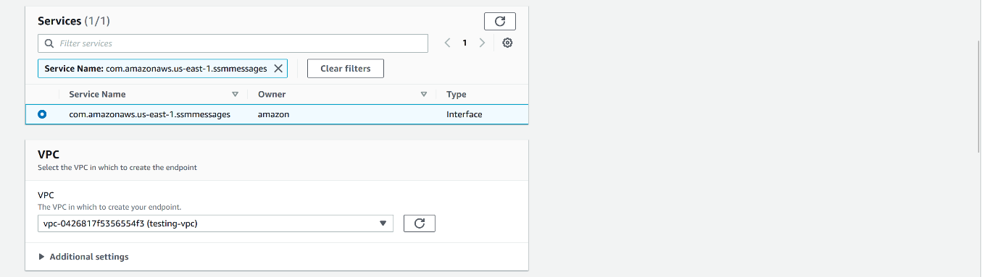 Services (1/1)
Filter services
1
Service Name: com.amazonaws.us-east-1.ssmmessages
Clear filters
Service Name Owner Type
com.amazonaws.us-east-1.ssmmessages amazon Interface
VPC
Select the VPC in which to create the endpoint
VPC
The VPC in which to create your endpoint.
vpc-0426817f5356554f3 (testing-vpc)
Additional settings